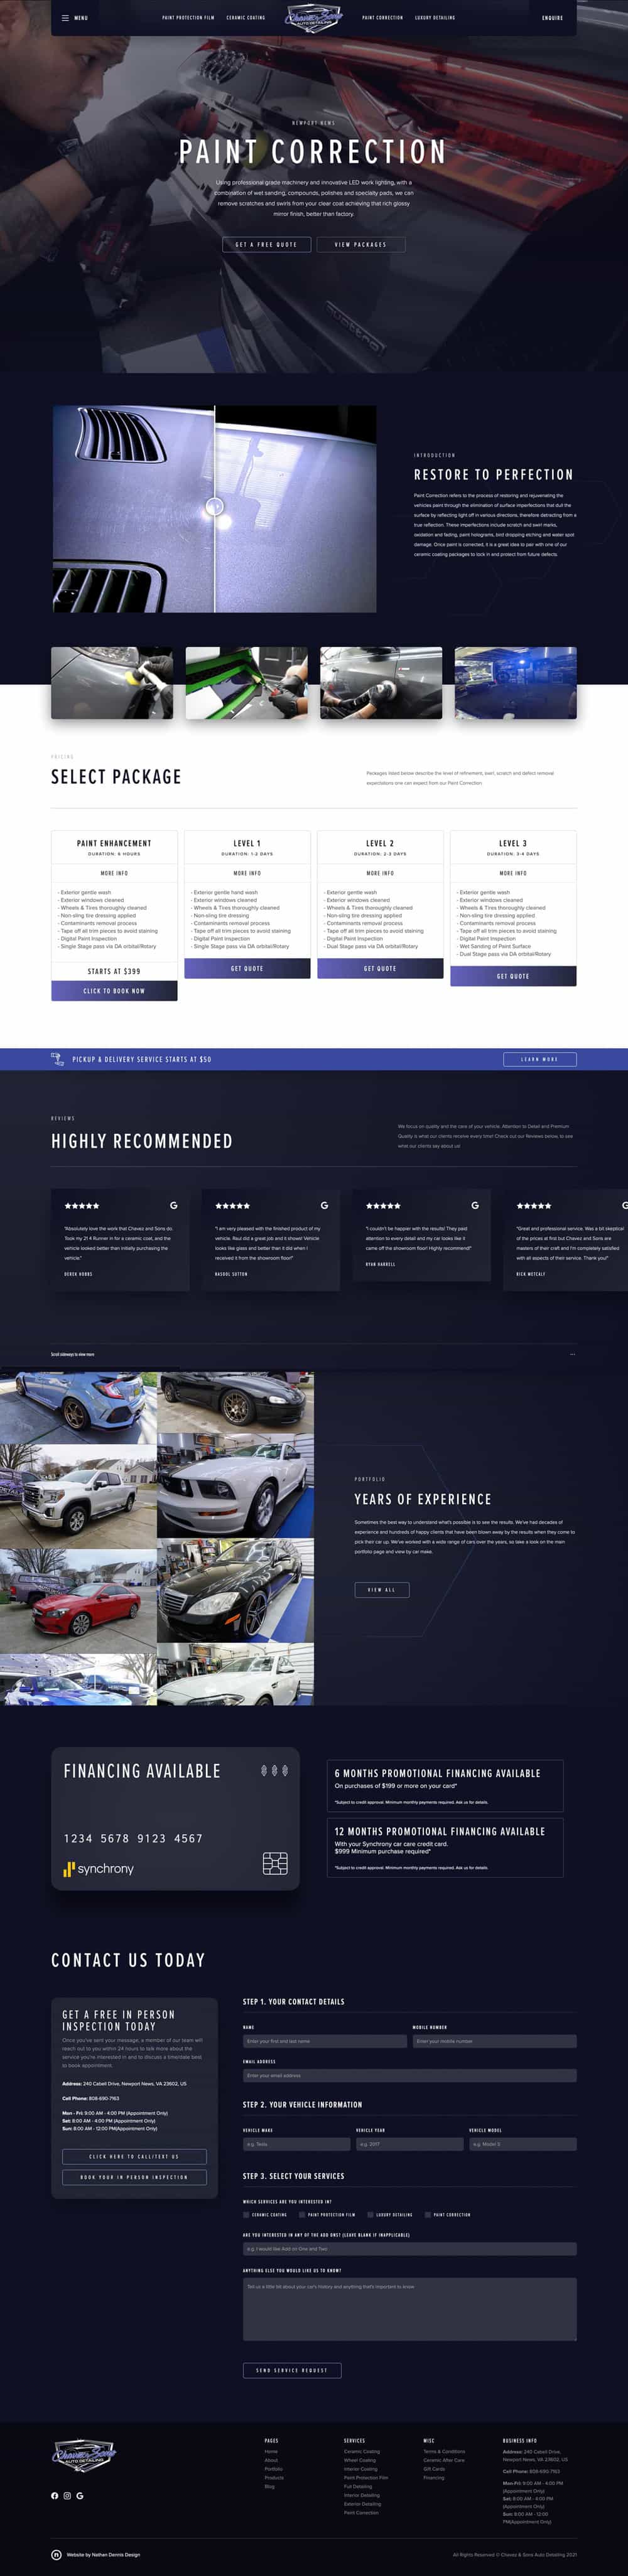 MENU
PAINT PROTECTION FILM
CERAMIC COATING
Chavez & Sons
AUTO DETAILING
PAINT CORRECTION
LUXURY DETAILING
ENQUIRE
NEWPORT NEWS
PAINT CORRECTION
Using professional grade machinery and innovative LED work lighting, with a
combination of wet sanding, compounds, polishes and specialty pads, we can
remove scratches and swirls from your clear coat achieving that rich glossy
mirror finish, better than factory.
GET A FREE QUOTE
VIEW PACKAGES
quattro
INTRODUCTION
RESTORE TO PERFECTION
Paint Correction refers to the process of restoring and rejuvenating the
vehicles paint through the elimination of surface imperfections that dull the
surface by reflecting light off in various directions, therefore detracting from a
true reflection. These imperfections include scratch and swirl marks,
oxidation and fading, paint holograms, bird dropping etching and water spot
damage. Once paint is corrected, it is a great idea to pair with one of our
ceramic coating packages to lock in and protect from future defects.
PRICING
SELECT PACKAGE
Packages listed below describe the level of refinement, swirl, scratch and defect removal
expectations one can expect from our Paint Correction.
PAINT ENHANCEMENT
DURATION: 6 HOURS
MORE INFO
- Exterior gentle wash
- Exterior windows cleaned
- Wheels & Tires thoroughly cleaned
- Non-sling tire dressing applied
- Contaminants removal process
- Tape off all trim pieces to avoid staining
- Digital Paint Inspection
- Single Stage pass via DA orbital/Rotary
STARTS AT $399
CLICK TO BOOK NOW
LEVEL 1
DURATION: 1-2 DAYS
MORE INFO
- Exterior gentle hand wash
- Exterior windows cleaned
- Wheels & Tires thoroughly cleaned
- Non-sling tire dressing
- Contaminants removal process
- Tape off all trim pieces to avoid staining
- Digital Paint Inspection
- Single Stage pass via DA orbital/Rotary
GET QUOTE
LEVEL 2
DURATION: 2-3 DAYS
MORE INFO
- Exterior gentle wash
- Exterior windows cleaned
- Wheels & Tires thoroughly cleaned
- Non-sling tire dressing applied
- Contaminants removal process
- Tape off all trim pieces to avoid staining
- Digital Paint Inspection
- Dual Stage pass via DA orbital/Rotary
GET QUOTE
LEVEL 3
DURATION: 3-4 DAYS
MORE INFO
- Exterior gentle wash
- Exterior windows cleaned
- Wheels & Tires thoroughly cleaned
- Non-sling tire dressing applied
- Contaminants removal process
- Tape off all trim pieces to avoid staining
- Digital Paint Inspection
- Wet Sanding of Paint Surface
- Dual Stage pass via DA orbital/Rotary
GET QUOTE
PICKUP & DELIVERY SERVICE STARTS AT $50
LEARN MORE
REVIEWS
HIGHLY RECOMMENDED
We focus on quality and the care of your vehicle. Attention to Detail and Premium
Quality is what our clients receive every time! Check out our Reviews below, to see
what our clients say about us!
"Absolutely love the work that Chavez and Sons do.
Took my 21 4 Runner in for a ceramic coat, and the
vehicle looked better than initially purchasing the
vehicle."
DEREK HOBBS
"I am very pleased with the finished product of my
vehicle. Raul did a great job and it shows! Vehicle
looks like glass and better than it did when I
received it from the showroom floor!"
RASOOL SUTTON
"I couldn't be happier with the results! They paid
attention to every detail and my car looks like it
came off the showroom floor! Highly recommend!"
RYAN HARRELL
"Great and professional service. Was a bit skeptical
of the prices at first but Chavez and Sons are
masters of their craft and I'm completely satisfied
with all aspects of their service. Thank you!"
RICK METCALF
Scroll sideways to view more
PORTFOLIO
YEARS OF EXPERIENCE
Sometimes the best way to understand what's possible is to see the results. We've had decades of
experience and hundreds of happy clients that have been blown away by the results when they come to
pick their car up. We've worked with a wide range of cars over the years, so take a look on the main
portfolio page and view by car make.
VIEW ALL
FINANCING AVAILABLE
1234 5678 9123 4567
synchrony
6 MONTHS PROMOTIONAL FINANCING AVAILABLE
On purchases of $199 or more on your card*
*Subject to credit approval. Minimum monthly payments required. Ask us for details.
12 MONTHS PROMOTIONAL FINANCING AVAILABLE
With your Synchrony car care credit card.
$999 Minimum purchase required*
*Subject to credit approval. Minimum monthly payments required. Ask us for details.
CONTACT US TODAY
GET A FREE IN PERSON
INSPECTION TODAY
Once you've sent your message, a member of our team will
reach out to you within 24 hours to talk more about the
service you're interested in and to discuss a time/date (and
to book appointment.
Address: 240 Cabell Drive, Newport News, VA 23602, US
Cell Phone: 808-690-7163
Mon - Fri: 9:00 AM - 4:00 PM (Appointment Only)
Sat: 8:00 AM - 4:00 PM (Appointment Only)
Sun: 8:00 AM - 12:00 PM(Appointment Only)
CLICK HERE TO CALL/TEXT US
BOOK YOUR IN PERSON INSPECTION
STEP 1. YOUR CONTACT DETAILS
NAME
MOBILE NUMBER
Enter your first and last name
Enter your mobile number
EMAIL ADDRESS
Enter your email address
STEP 2. YOUR VEHICLE INFORMATION
VEHICLE MAKE
VEHICLE YEAR
VEHICLE MODEL
e.g. Tesla
e.g. 2017
e.g. Model S
STEP 3. SELECT YOUR SERVICES
WHICH SERVICES ARE YOU INTERESTED IN?
CERAMIC COATING
PAINT PROTECTION FILM
LUXURY DETAILING
PAINT CORRECTION
ARE YOU INTERESTED IN ANY OF THE ADD ONS? (LEAVE BLANK IF INAPPLICABLE)
e.g. I would like Add on One and Two
ANYTHING ELSE YOU WOULD LIKE US TO KNOW?
Tell us a little bit about your car's history and anything that's important to know
SEND SERVICE REQUEST
Chavez & Sons
AUTO DETAILING
PAGES
Home
About
Portfolio
Products
Blog
SERVICES
Ceramic Coating
Wheel Coating
Interior Coating
Paint Protection Film
Full Detailing
Interior Detailing
Exterior Detailing
Paint Correction
MISC
Terms & Conditions
Ceramic After Care
Gift Cards
Financing
BUSINESS INFO
Address: 240 Cabell Drive,
Newport News, VA 23602, US
Cell Phone: 808-690-7163
Mon-Fri: 9:00 AM - 4:00 PM
(Appointment Only)
Sat: 8:00 AM - 4:00 PM
(Appointment Only)
Sun: 8:00 AM - 12:00
PM(Appointment Only)
Website by Nathan Dennis Design
All Rights Reserved © Chavez & Sons Auto Detailing 2021